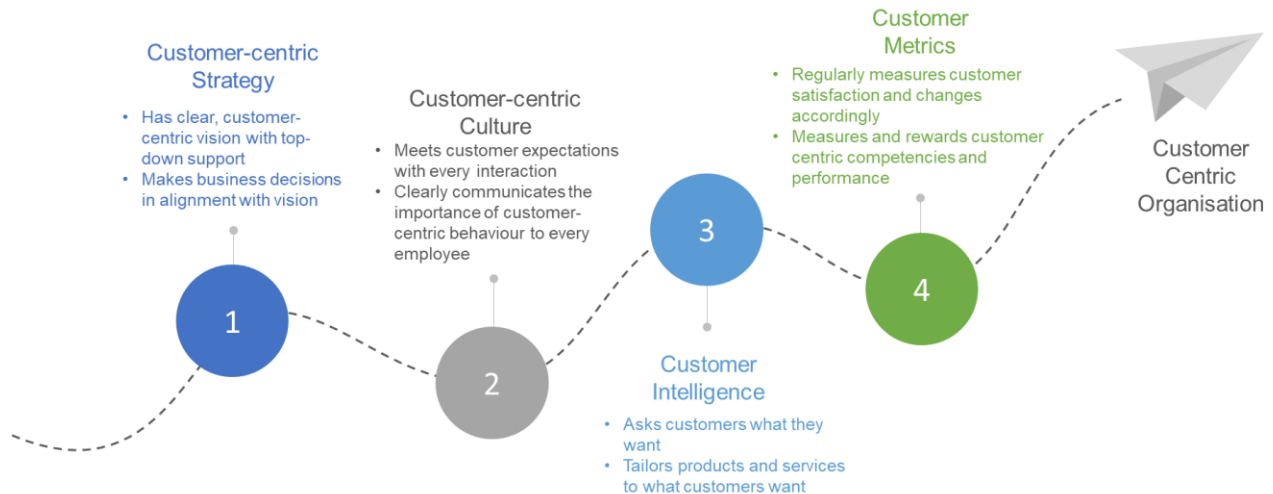 Customer-centric
Strategy
• Has clear, customer-
centric vision with top-
down support
• Makes business decisions
in alignment with vision
1
Customer-centric
Culture
• Meets customer expectations
with every interaction
• Clearly communicates the
importance of customer-
centric behaviour to every
employee
2
3
Customer
Intelligence
• Asks customers what they
want
• Tailors products and services
to what customers want
Customer
Metrics
• Regularly measures customer
satisfaction and changes
accordingly
• Measures and rewards customer
centric competencies and
performance
4
Customer
Centric
Organisation